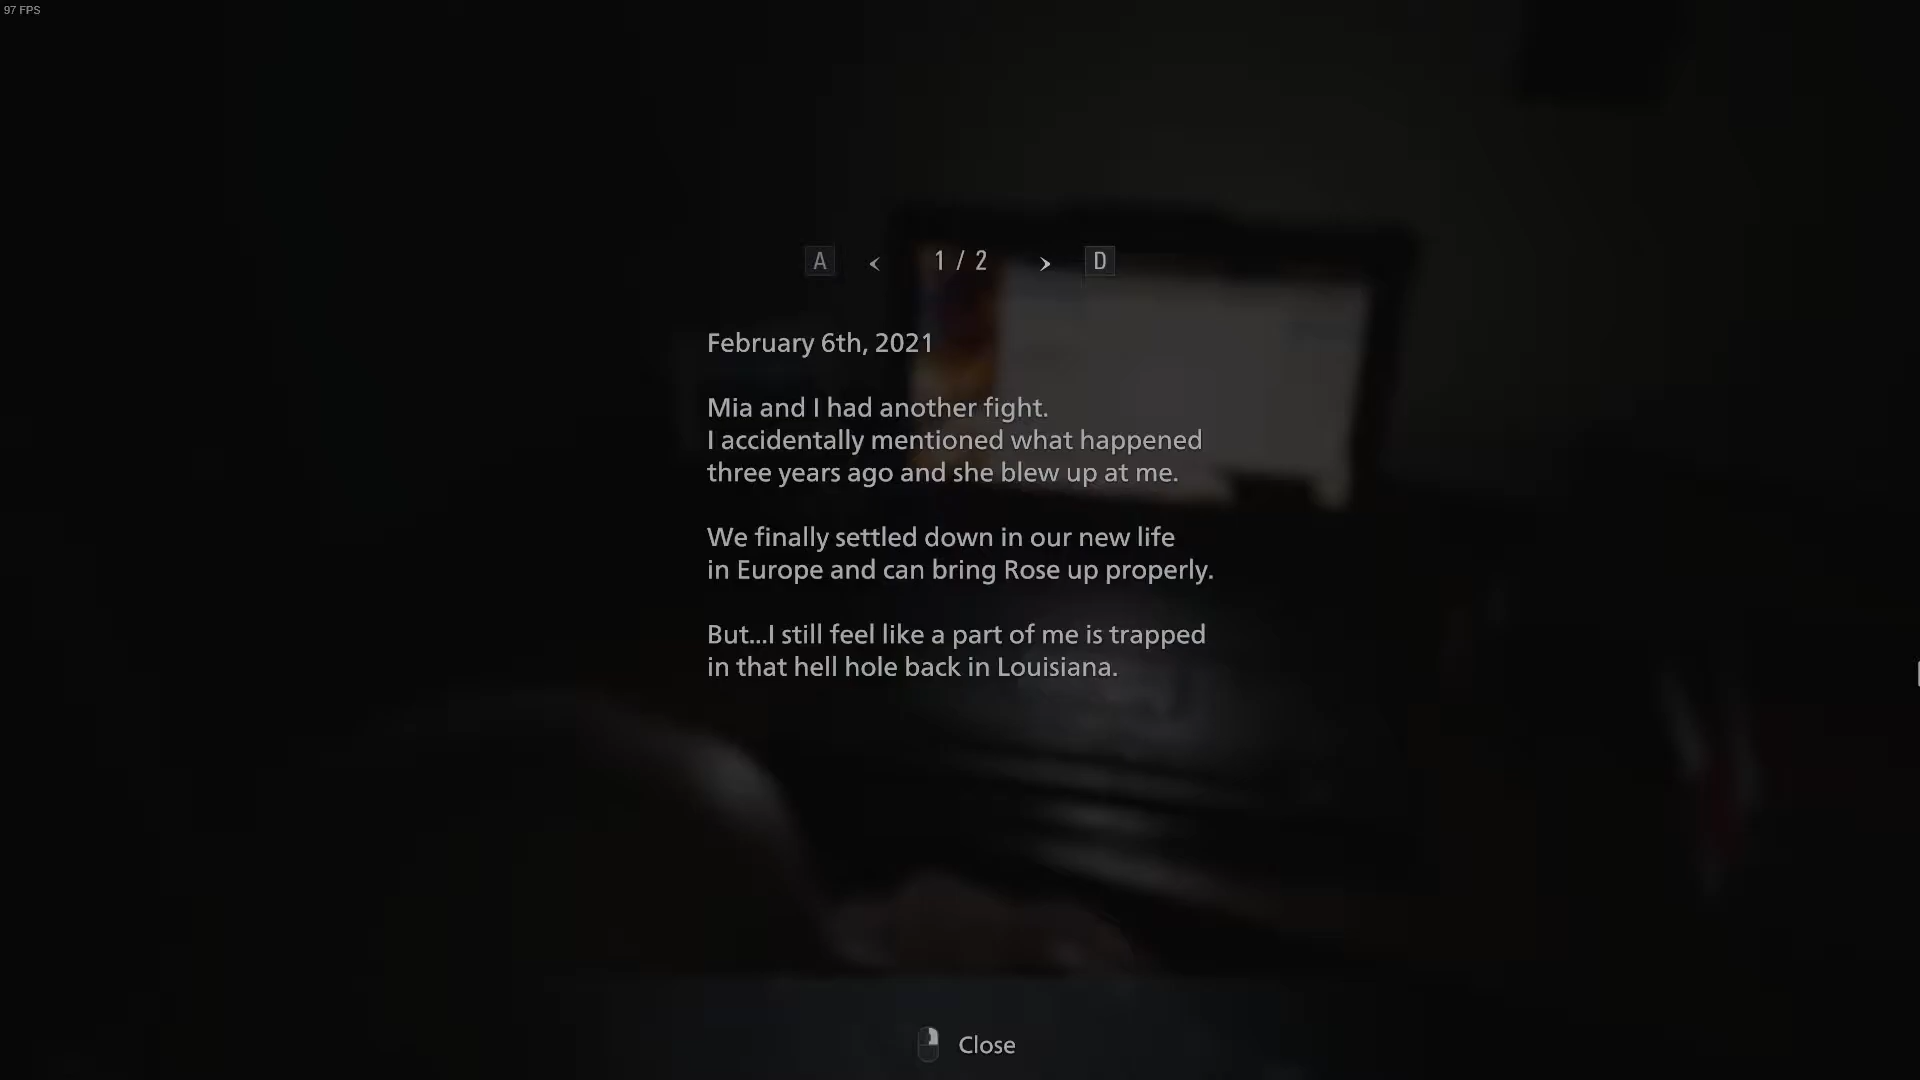 97 FPS
A < 1 / 2 > D
February 6th, 2021
Mia and I had another fight.
I accidentally mentioned what happened
three years ago and she blew up at me.
We finally settled down in our new life
in Europe and can bring Rose up properly.
But...I still feel like a part of me is trapped
in that hell hole back in Louisiana.
Close